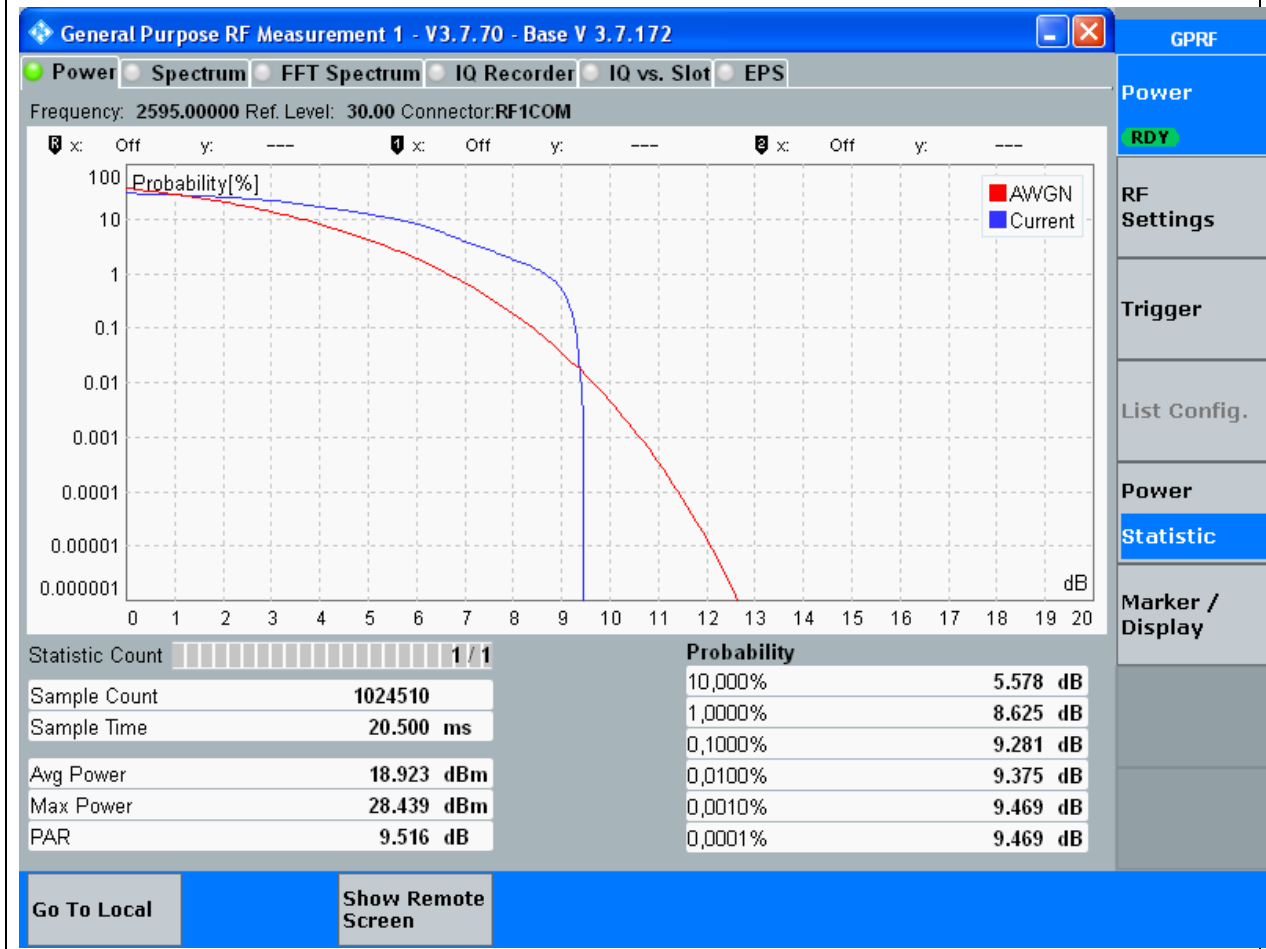 General Purpose RF Measurement 1 - V3.7.70 - Base V 3.7.172
GPRF
Power Spectrum FFT Spectrum IQ Recorder IQ vs. Slot EPS
Frequency: 2595.00000 Ref. Level: 30.00 Connector:RF1COM
R x: Off y: --- 1 x: Off y: --- 2 x: Off y: ---
Probability[%]
AWGN
Current
100
10
1
0.1
0.01
0.001
0.0001
0.00001
0.000001
dB
0 1 2 3 4 5 6 7 8 9 10 11 12 13 14 15 16 17 18 19 20
Statistic Count 1 / 1
Sample Count 1024510
Sample Time 20.500 ms
Avg Power 18.923 dBm
Max Power 28.439 dBm
PAR 9.516 dB
Probability
10,000% 5.578 dB
1,0000% 8.625 dB
0,1000% 9.281 dB
0,0100% 9.375 dB
0,0010% 9.469 dB
0,0001% 9.469 dB
Power
RDY
RF
Settings
Trigger
List Config.
Power
Statistic
Marker /
Display
Go To Local
Show Remote
Screen